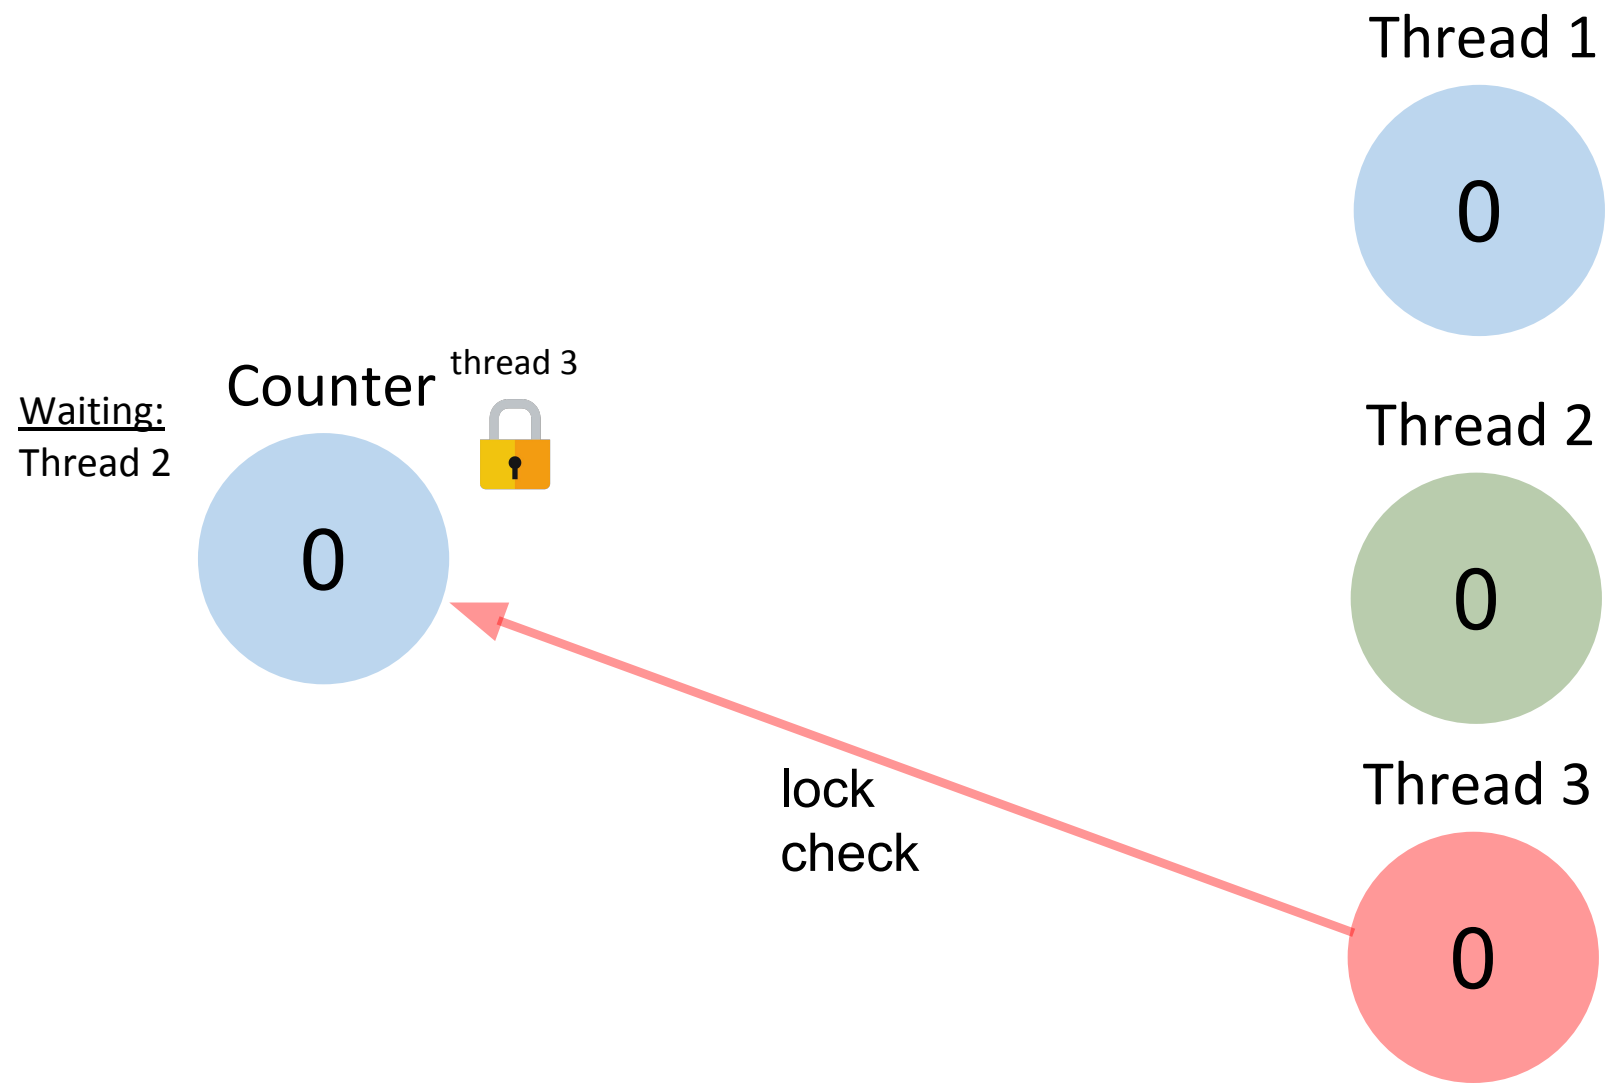 Thread 1
0
thread 3
Counter
Waiting:
Thread 2
0
Thread 2
0
lock
check
Thread 3
0